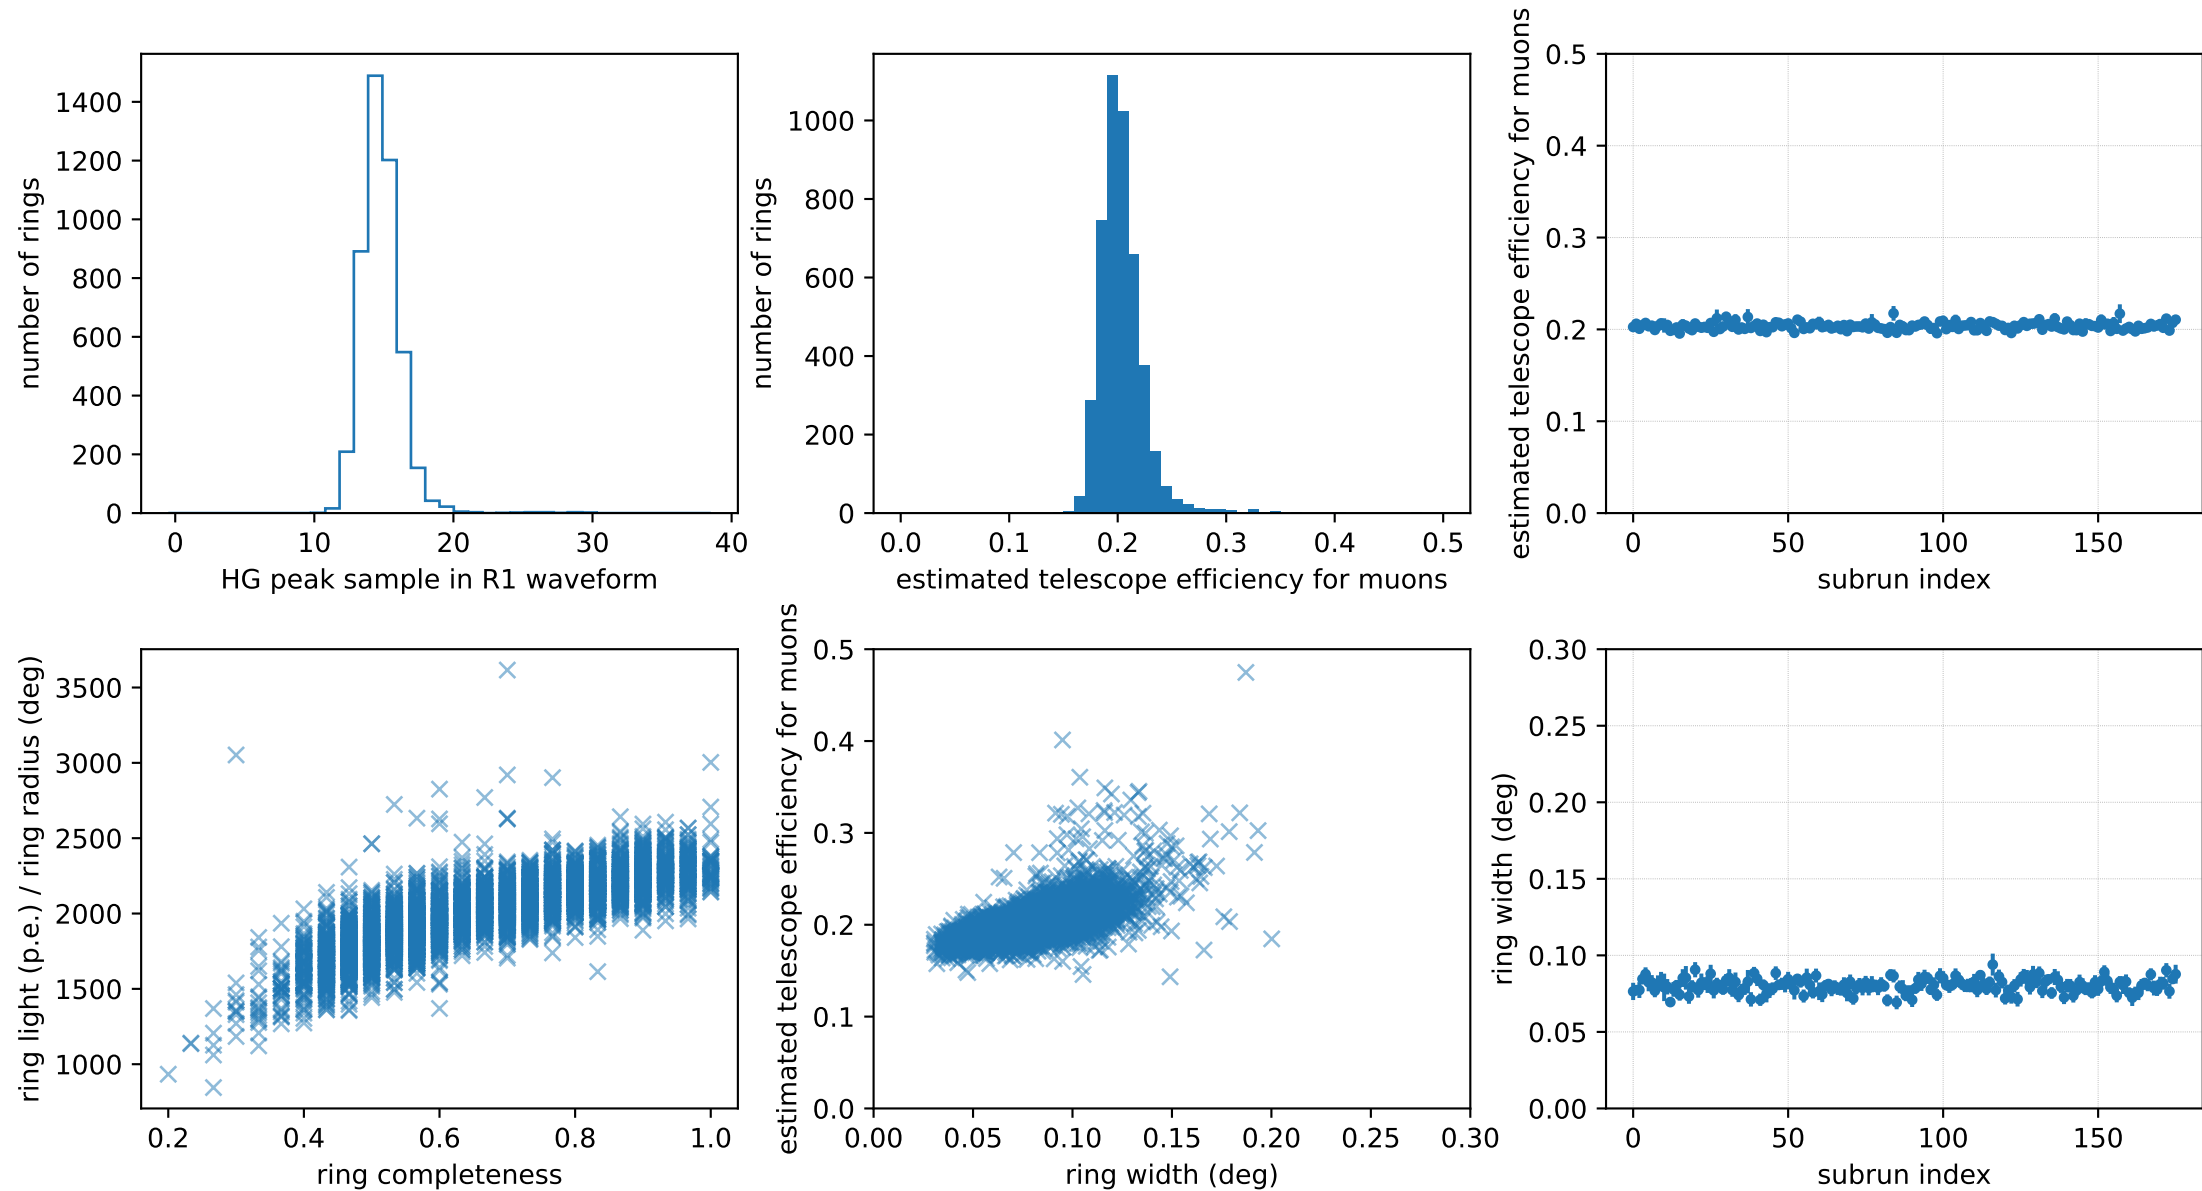 number of rings
1400
1200
1000
800
600
400
200
0
0 10 20 30 40
HG peak sample in R1 waveform
number of rings
1000
800
600
400
200
0
0.0 0.1 0.2 0.3 0.4 0.5
estimated telescope efficiency for muons
estimated telescope efficiency for muons
0.5
0.4
0.3
0.2
0.1
0.0
0 50 100 150
subrun index
ring light (p.e.) / ring radius (deg)
3500
3000
2500
2000
1500
1000
0.2 0.4 0.6 0.8 1.0
ring completeness
estimated telescope efficiency for muons
0.5
0.4
0.3
0.2
0.1
0.0
0.00 0.05 0.10 0.15 0.20 0.25 0.30
ring width (deg)
ring width (deg)
0.30
0.25
0.20
0.15
0.10
0.05
0.00
0 50 100 150
subrun index